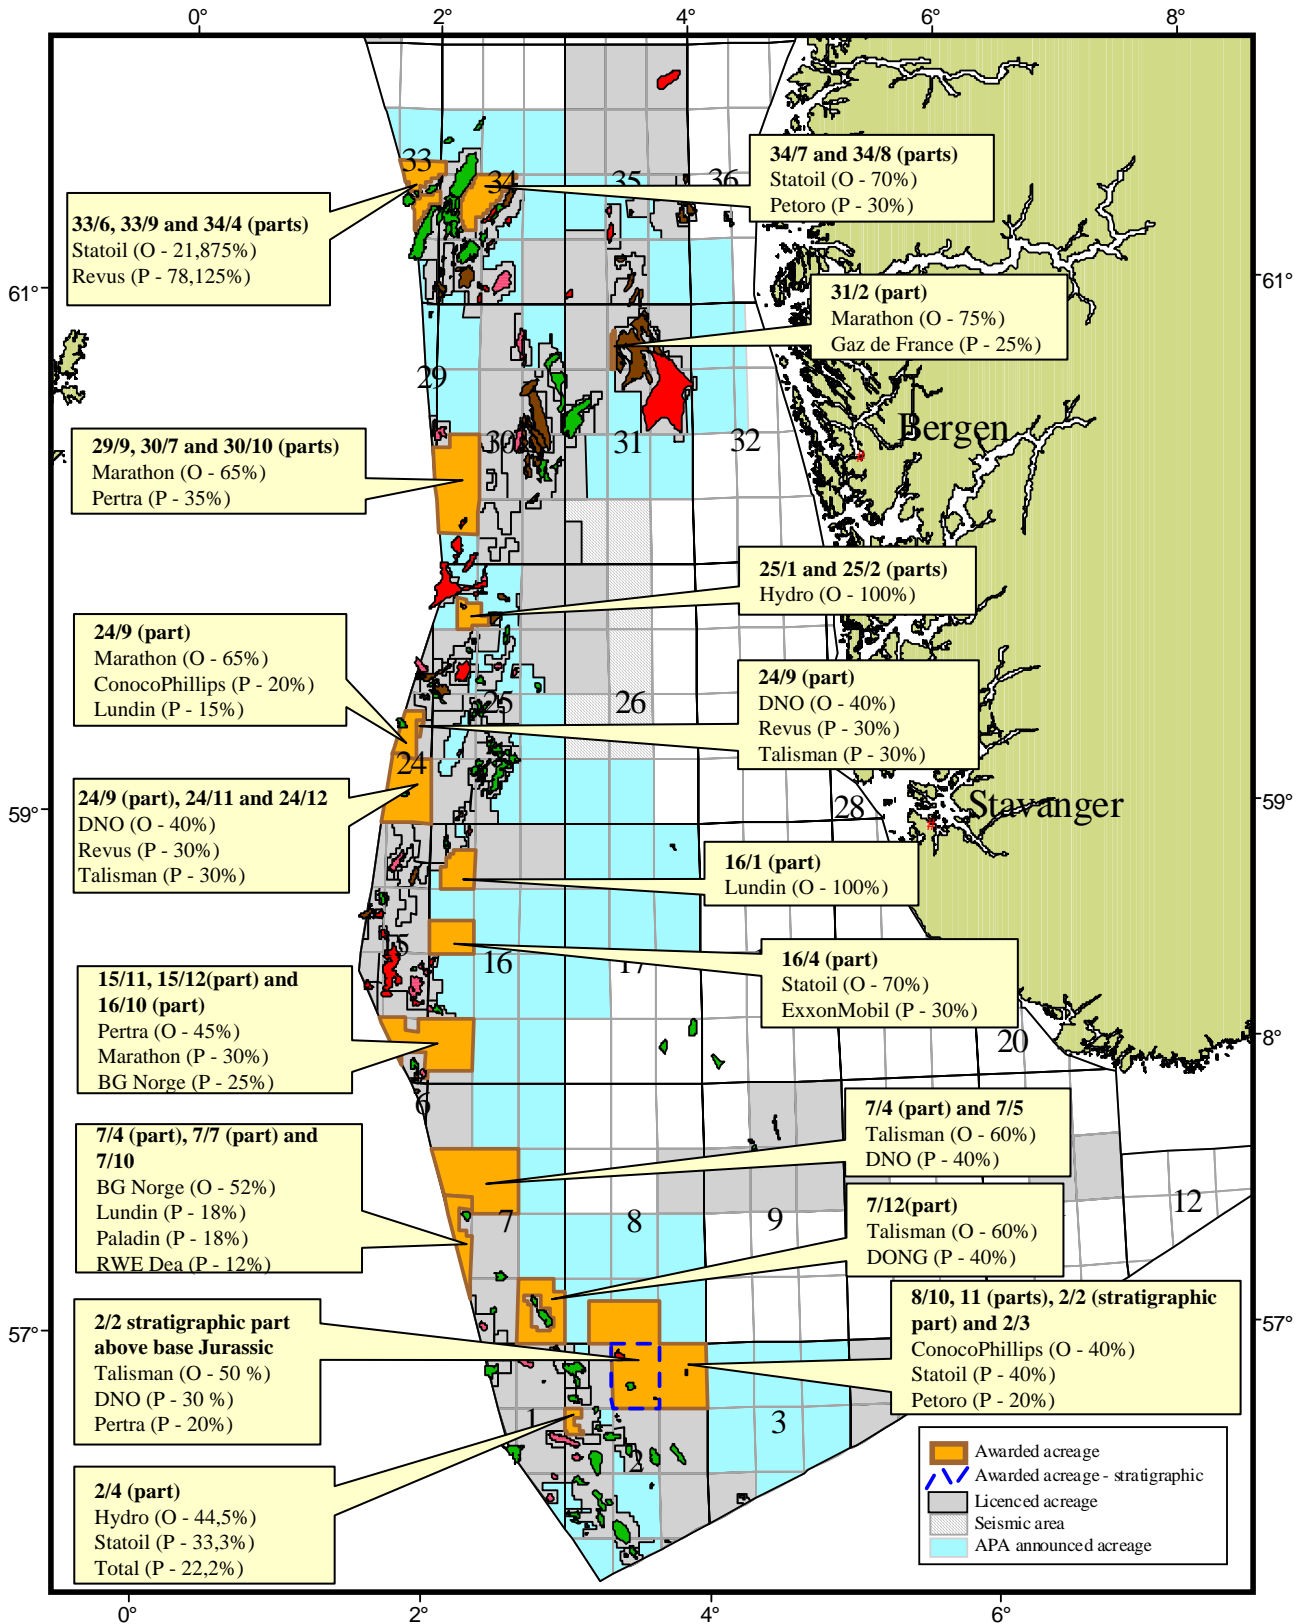 0°
2°
4°
6°
8°
33
34
35
36
34/7 and 34/8 (parts)
Statoil (O - 70%)
Petoro (P - 30%)
33/6, 33/9 and 34/4 (parts)
Statoil (O - 21,875%)
Revus (P - 78,125%)
61°
61°
31/2 (part)
Marathon (O - 75%)
Gaz de France (P - 25%)
29
30
31
32
Bergen
29/9, 30/7 and 30/10 (parts)
Marathon (O - 65%)
Pertra (P - 35%)
25/1 and 25/2 (parts)
Hydro (O - 100%)
24/9 (part)
Marathon (O - 65%)
ConocoPhillips (P - 20%)
Lundin (P - 15%)
24/9 (part)
DNO (O - 40%)
Revus (P - 30%)
Talisman (P - 30%)
25
26
24
28
Stavanger
59°
59°
24/9 (part), 24/11 and 24/12
DNO (O - 40%)
Revus (P - 30%)
Talisman (P - 30%)
16/1 (part)
Lundin (O - 100%)
5
16
17
16/4 (part)
Statoil (O - 70%)
ExxonMobil (P - 30%)
15/11, 15/12(part) and
16/10 (part)
Pertra (O - 45%)
Marathon (P - 30%)
BG Norge (P - 25%)
20
8°
6
7/4 (part) and 7/5
Talisman (O - 60%)
DNO (P - 40%)
7/4 (part), 7/7 (part) and
7/10
BG Norge (O - 52%)
Lundin (P - 18%)
Paladin (P - 18%)
RWE Dea (P - 12%)
7
8
9
12
7/12(part)
Talisman (O - 60%)
DONG (P - 40%)
8/10, 11 (parts), 2/2 (stratigraphic
part) and 2/3
ConocoPhillips (O - 40%)
Statoil (P - 40%)
Petoro (P - 20%)
57°
57°
2/2 stratigraphic part
above base Jurassic
Talisman (O - 50 %)
DNO (P - 30 %)
Pertra (P - 20%)
1
2
3
2/4 (part)
Hydro (O - 44,5%)
Statoil (P - 33,3%)
Total (P - 22,2%)
Awarded acreage
Awarded acreage - stratigraphic
Licenced acreage
Seismic area
APA announced acreage
0°
2°
4°
6°